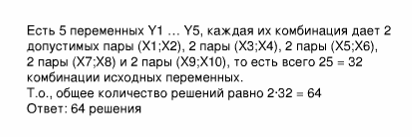 Есть 5 переменных Y1 ... Y5, каждая их комбинация дает 2
допустимых пары (X1;X2), 2 пары (X3;X4), 2 пары (X5;X6),
2 пары (X7;X8) и 2 пары (X9;X10), то есть всего 25 = 32
комбинации исходных переменных.
Т.о., общее количество решений равно 2·32 = 64
Ответ: 64 решения